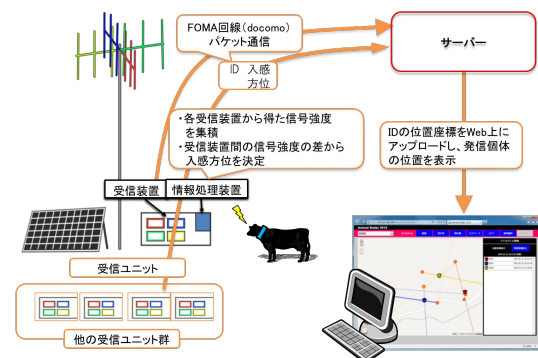 FOMA回線(docomo)
パケット通信
サーバー
ID 入感
方位
・各受信装置から得た信号強度
を集積
・受信装置間の信号強度の差から
入感方位を決定
IDの位置座標をWeb上に
アップロードし、発信個体
の位置を表示
受信装置
情報処理装置
受信ユニット
他の受信ユニット群